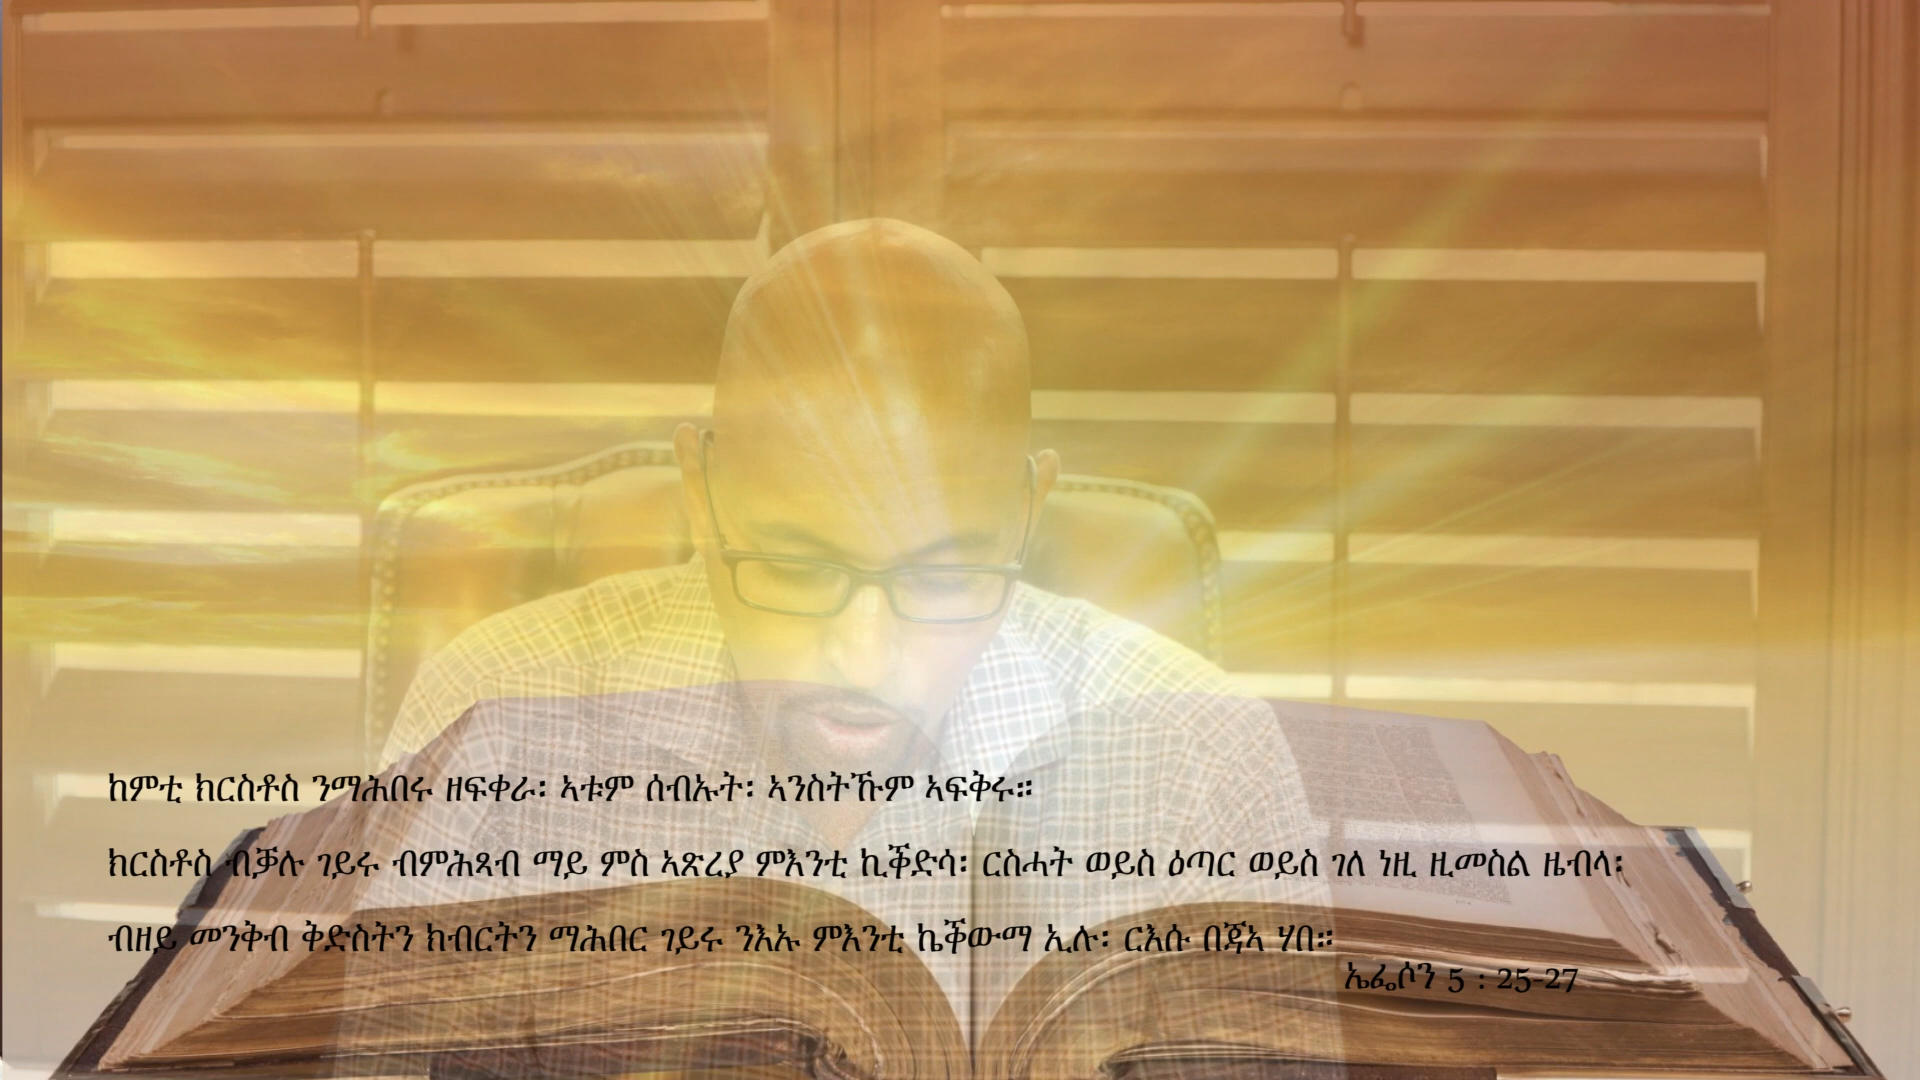 ከምቲ ክርስቶስ ንማሕበሩ ዘፍቀራ፡ ኣቱም ሰብኡት፡ ኣንስትኹም ኣፍቅሩ።
ክርስቶስ ብቓሉ ገይሩ ብምሕጻብ ማይ ምስ ኣጽረያ ምእንቲ ኪቕድሳ፡ ርስሓት ወይስ ዕጣር ወይስ ገለ ነዚ ዚመስል ዜብላ፡
ብዘይ መንቅብ ቅድስትን ክብርትን ማሕበር ገይሩ ንእኡ ምእንቲ ኬቕውማ ኢሉ፡ ርእሱ በጃኣ ሃበ።
ኤፌሶን 5 : 25-27